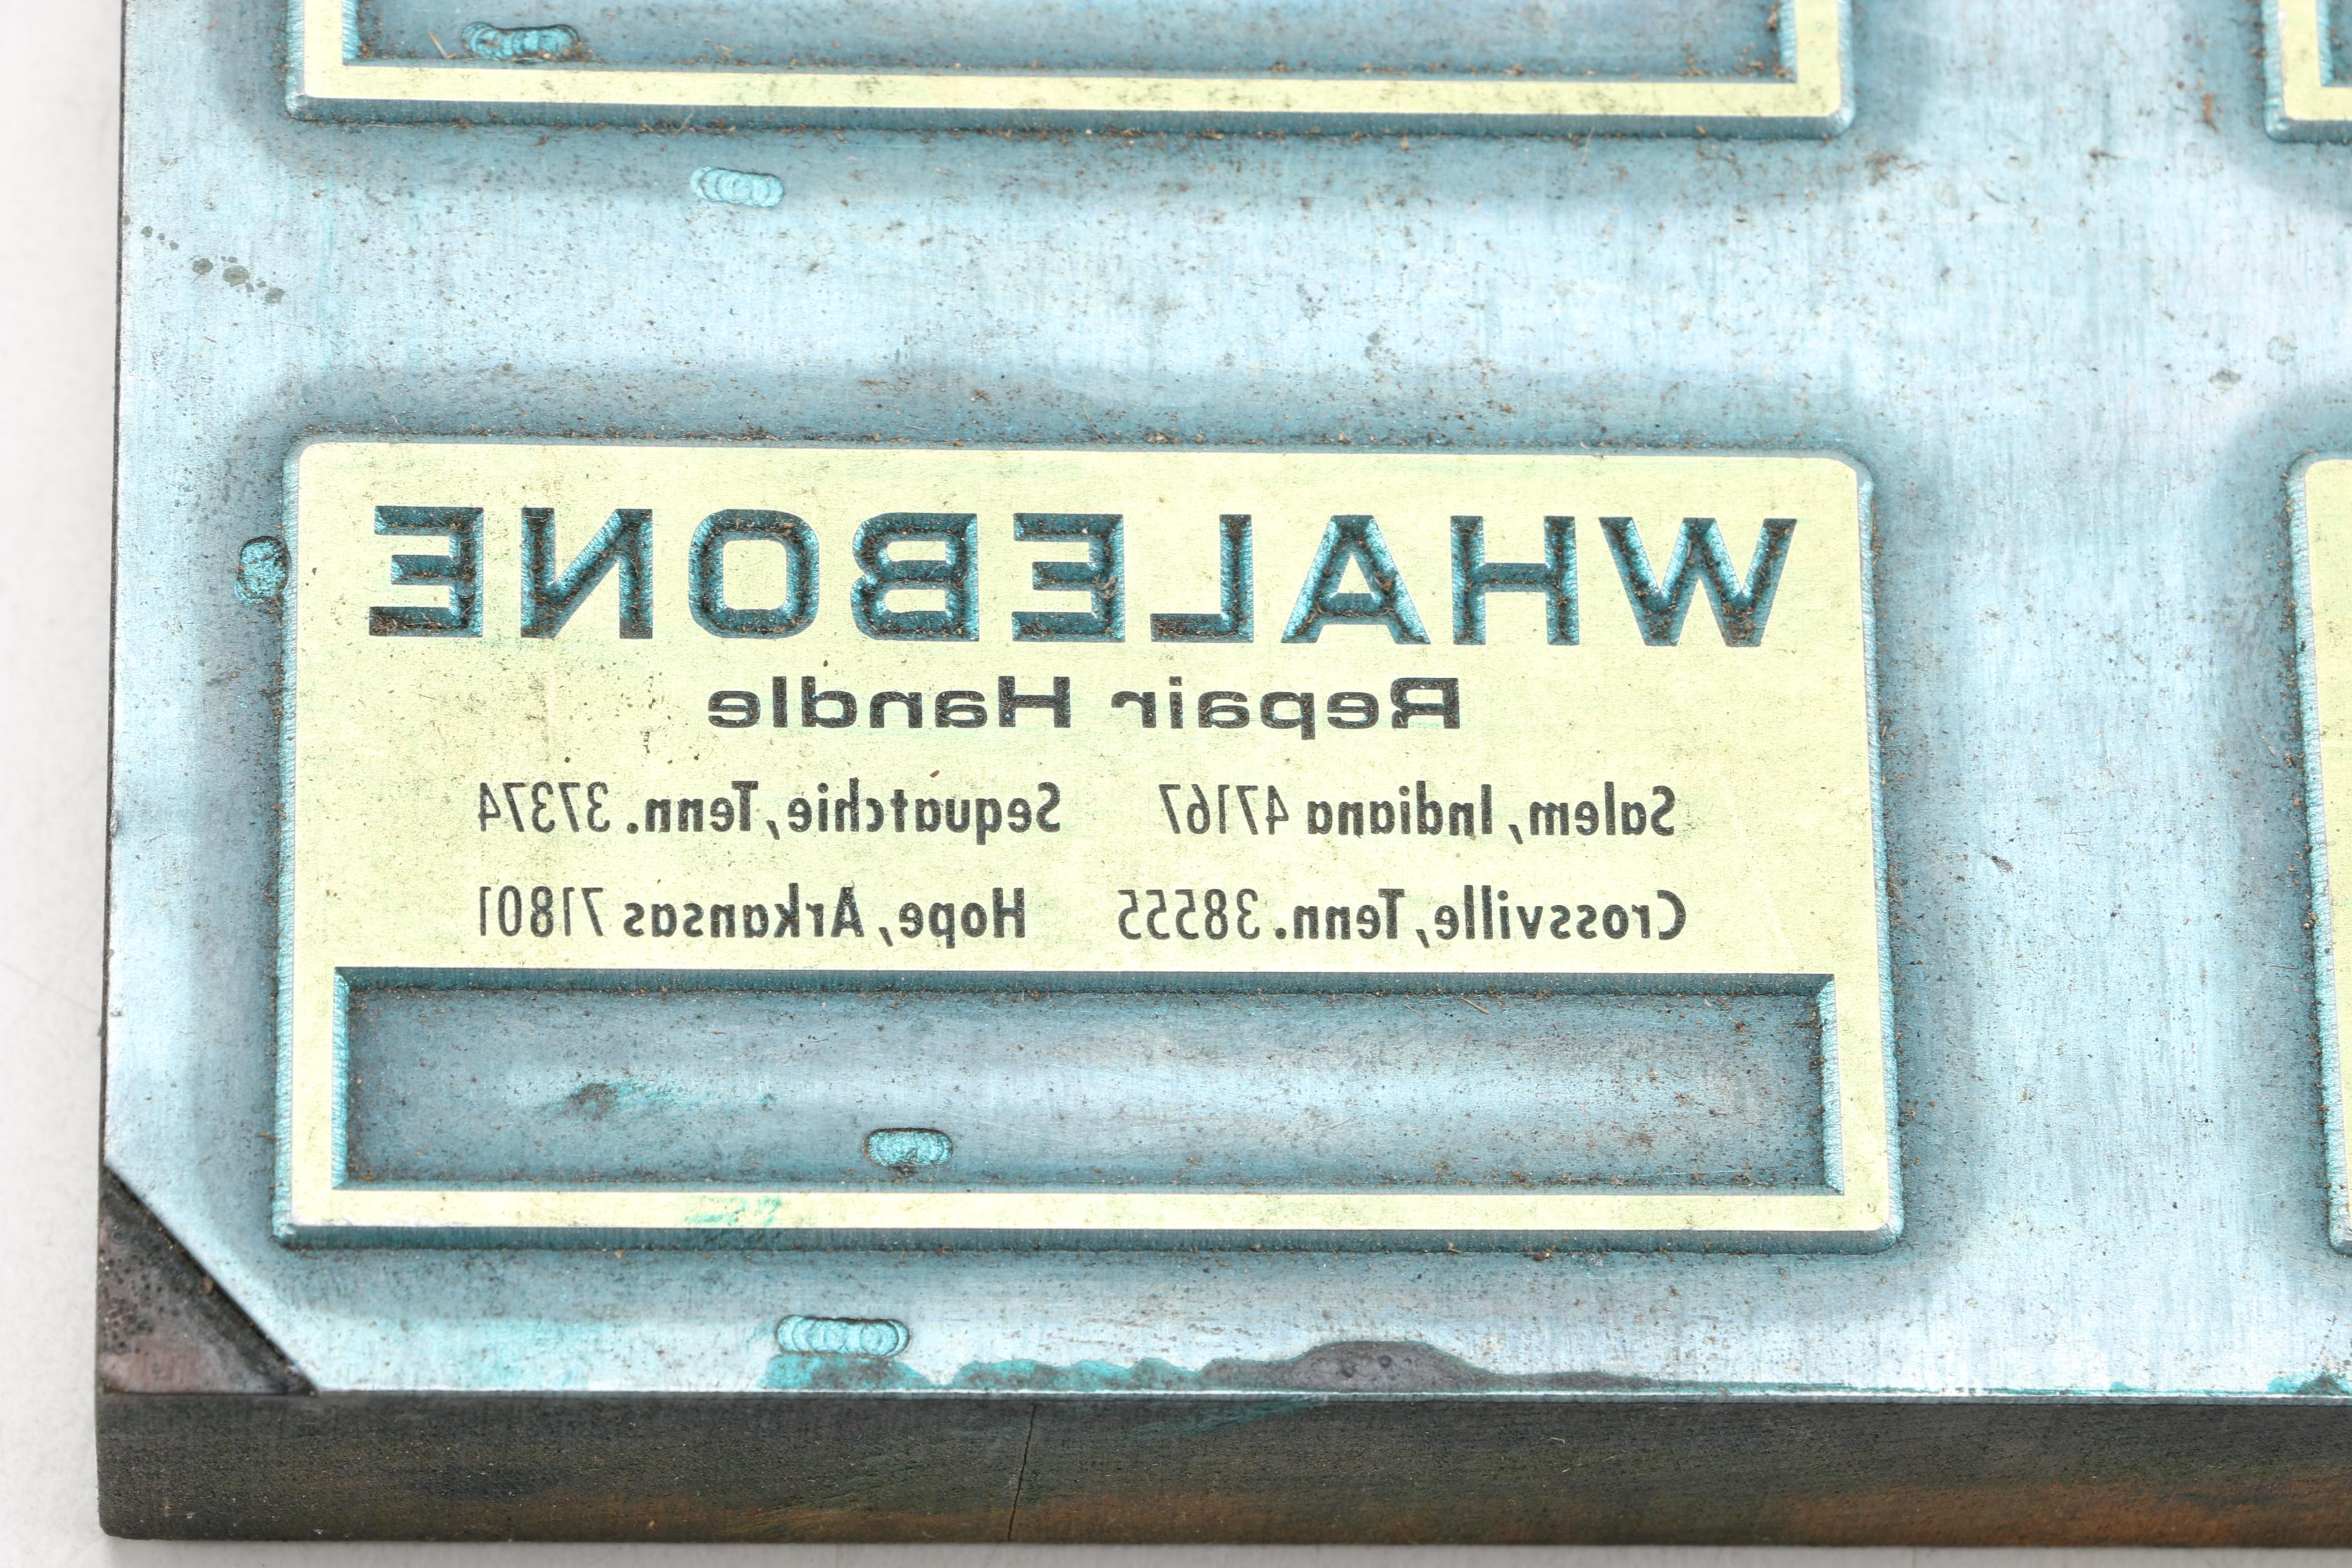 WHALEBONE
Repair Handle
Salem, Indiana 47167 Sequatchie, Tenn. 37374
Crossville, Tenn. 38555 Hope, Arkansas 71801